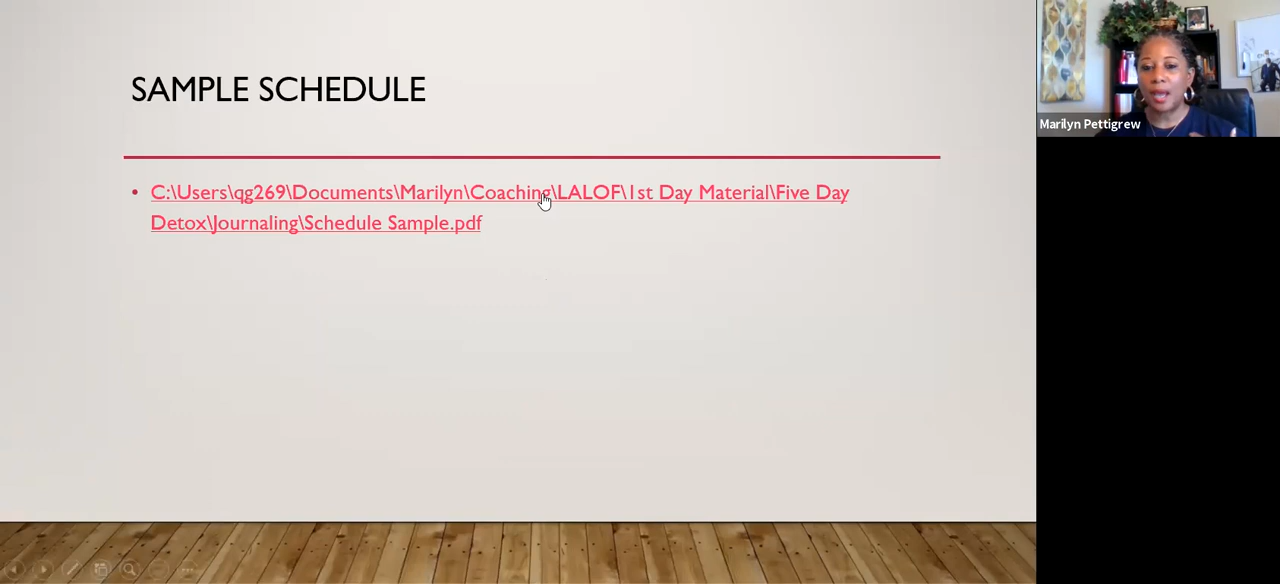 SAMPLE SCHEDULE
• C:\Users\qg269\Documents\Marilyn\Coaching\LALOF\1st Day Material\Five Day
Detox\Journaling\Schedule Sample.pdf
Marilyn Pettigrew